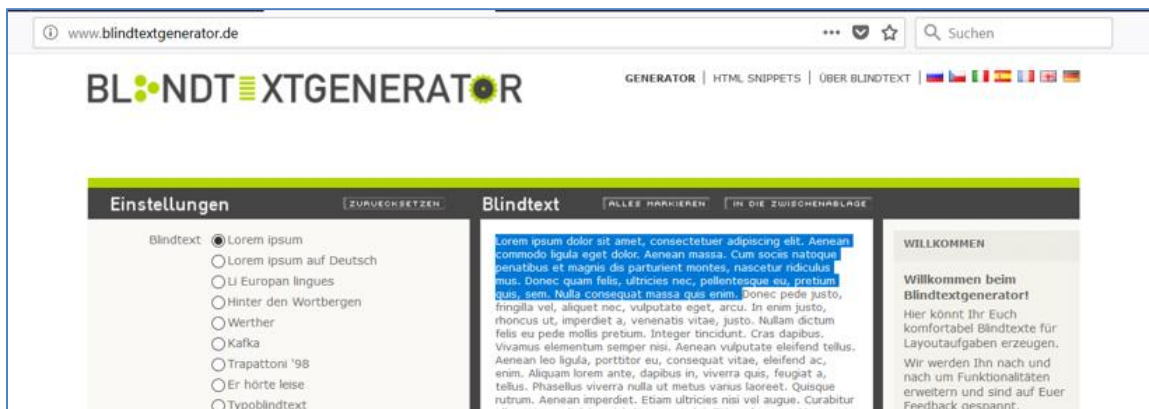 www.blindtextgenerator.de
Suchen
BLINDTEXTGENERATOR
GENERATOR | HTML SNIPPETS | ÜBER BLINDTEXT |
Einstellungen
ZURUECKSETZEN
Blindtext
Lorem ipsum
Lorem ipsum auf Deutsch
Li Europan lingues
Hinter den Wortbergen
Werther
Kafka
Trapattoni '98
Er hörte leise
Typoblindtext
Blindtext
ALLES MARKIEREN
IN DIE ZWISCHENABLAGE
Lorem ipsum dolor sit amet, consectetuer adipiscing elit. Aenean
commodo ligula eget dolor. Aenean massa. Cum sociis natoque
penatibus et magnis dis parturient montes, nascetur ridiculus
mus. Donec quam felis, ultricies nec, pellentesque eu, pretium
quis, sem. Nulla consequat massa quis enim. Donec pede justo,
fringilla vel, aliquet nec, vulputate eget, arcu. In enim justo,
rhoncus ut, imperdiet a, venenatis vitae, justo. Nullam dictum
felis eu pede mollis pretium. Integer tincidunt. Cras dapibus.
Vivamus elementum semper nisi. Aenean vulputate eleifend tellus.
Aenean leo ligula, porttitor eu, consequat vitae, eleifend ac,
enim. Aliquam lorem ante, dapibus in, viverra quis, feugiat a,
tellus. Phasellus viverra nulla ut metus varius laoreet. Quisque
rutrum. Aenean imperdiet. Etiam ultricies nisi vel augue. Curabitur
WILLKOMMEN
Willkommen beim
Blindtextgenerator!
Hier könnt Ihr Euch
komfortabel Blindtexte für
Layoutaufgaben erzeugen.
Wir werden Ihn nach und
nach um Funktionalitäten
erweitern und sind auf Euer
Feedback gespannt.